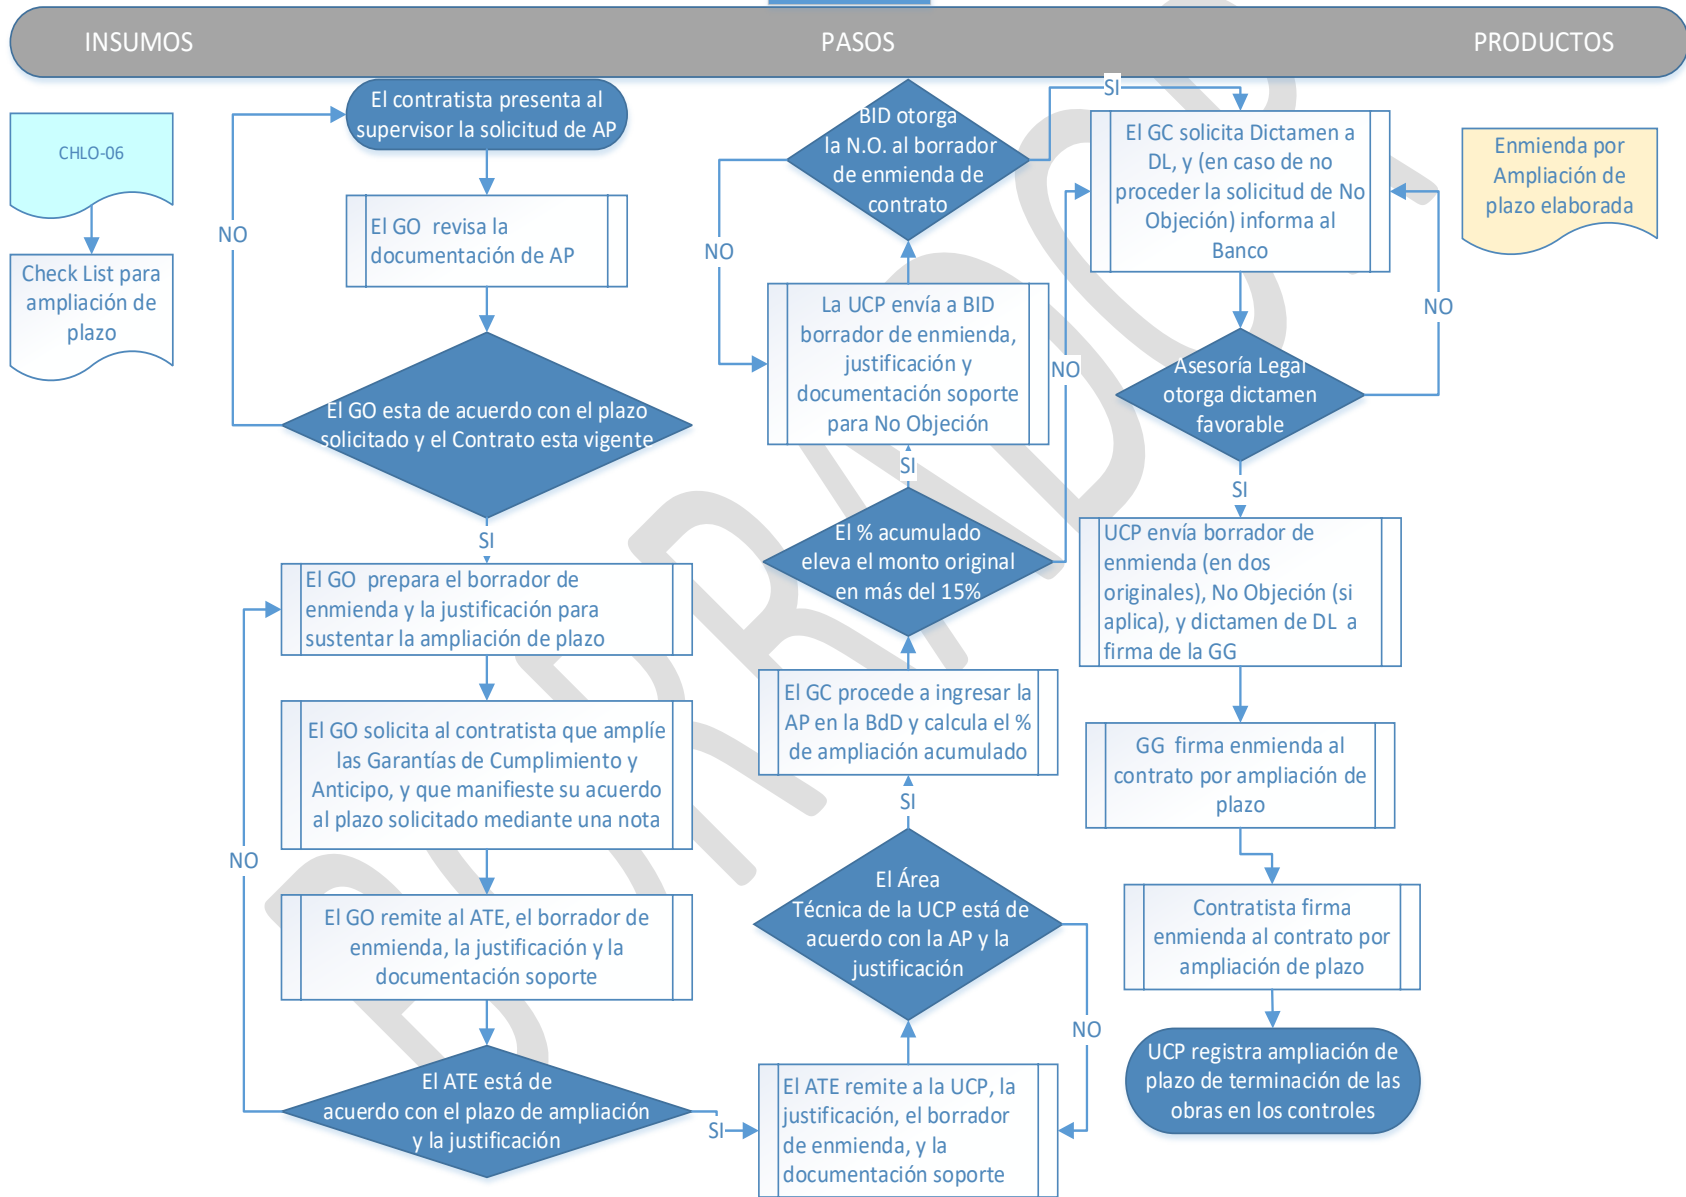 INSUMOS
PASOS
PRODUCTOS
CHLO-06
Check List para
ampliación de
plazo
El contratista presenta al
supervisor la solicitud de AP
El GO revisa la
documentación de AP
NO
El GO esta de acuerdo con el plazo
solicitado y el Contrato esta vigente
SI
El GO prepara el borrador de
enmienda y la justificación para
sustentar la ampliación de plazo
El GO solicita al contratista que amplíe
las Garantías de Cumplimiento y
Anticipo, y que manifieste su acuerdo
al plazo solicitado mediante una nota
NO
El GO remite al ATE, el borrador de
enmienda, la justificación y la
documentación soporte
El ATE está de
acuerdo con el plazo de ampliación
y la justificación
SI
El ATE remite a la UCP, la
justificación, el borrador
de enmienda, y la
documentación soporte
NO
El Área
Técnica de la UCP está de
acuerdo con la AP y la
justificación
SI
El GC procede a ingresar la
AP en la BdD y calcula el %
de ampliación acumulado
El % acumulado
eleva el monto original
en más del 15%
SI
NO
La UCP envía a BID
borrador de enmienda,
justificación y
documentación soporte
para No Objeción
NO
BID otorga
la N.O. al borrador
de enmienda de
contrato
SI
El GC solicita Dictamen a
DL, y (en caso de no
proceder la solicitud de No
Objeción) informa al
Banco
NO
Asesoría Legal
otorga dictamen
favorable
SI
UCP envía borrador de
enmienda (en dos
originales), No Objeción (si
aplica), y dictamen de DL a
firma de la GG
GG firma enmienda al
contrato por ampliación de
plazo
Contratista firma
enmienda al contrato por
ampliación de plazo
UCP registra ampliación de
plazo de terminación de las
obras en los controles
Enmienda por
Ampliación de
plazo elaborada
BORRADOR